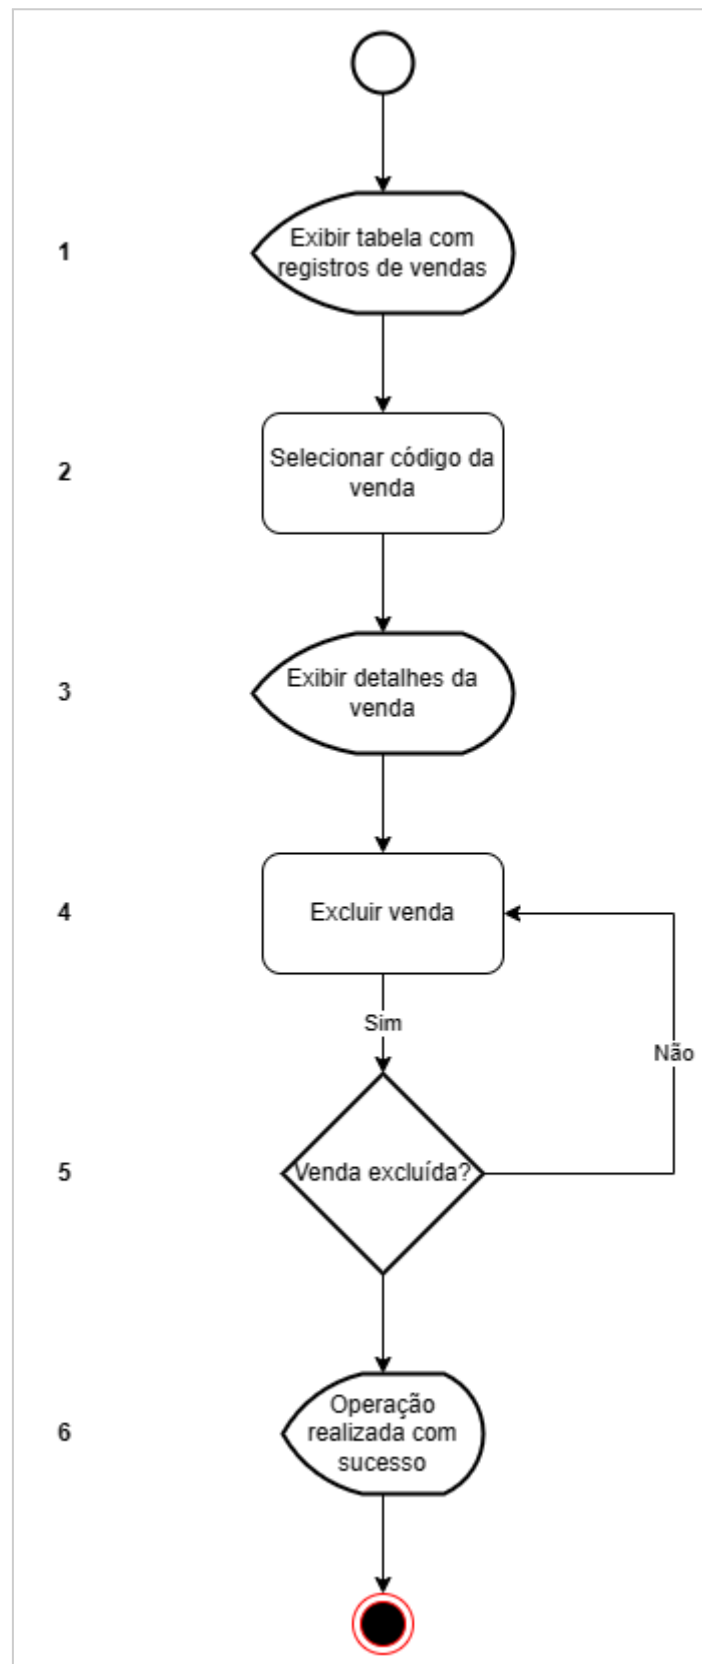 1
Exibir tabela com
registros de vendas
2
Selecionar código da
venda
3
Exibir detalhes da
venda
4
Excluir venda
Sim
Não
5
Venda excluída?
6
Operação
realizada com
sucesso